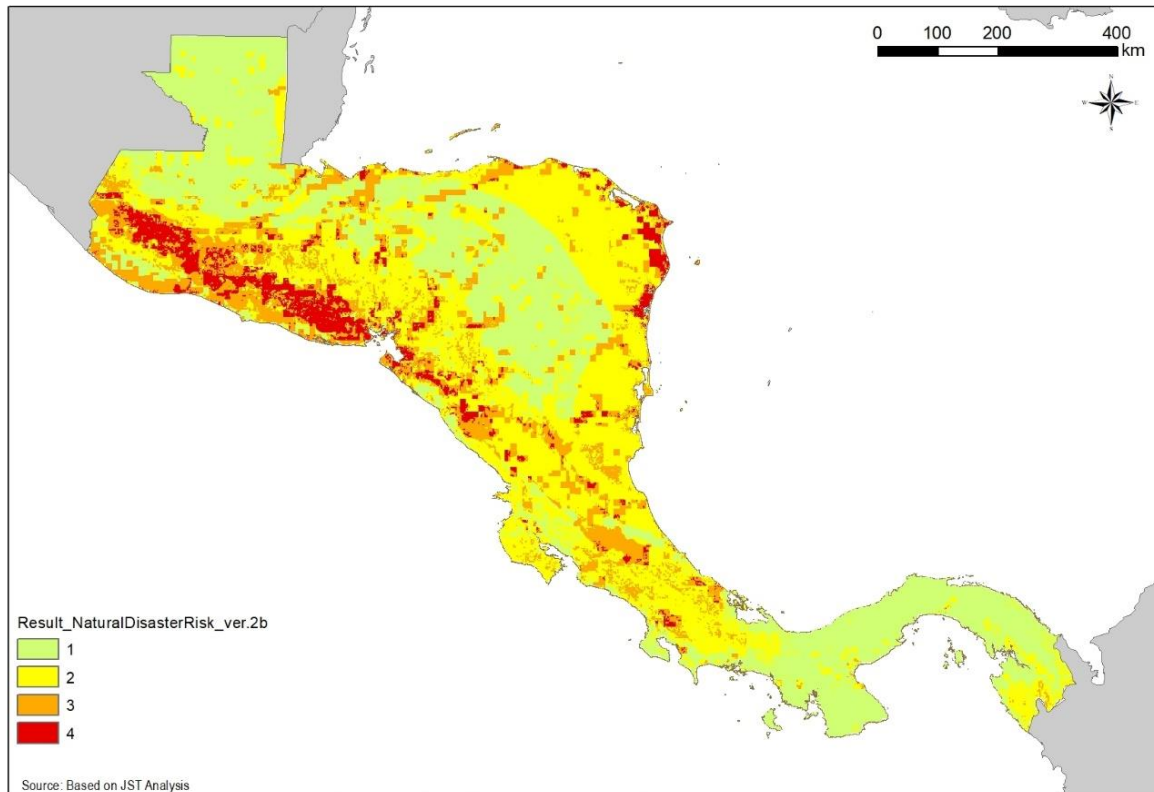 0 100 200 400
km
N
W E
S
Result_NaturalDisasterRisk_ver.2b
1
2
3
4
Source: Based on JST Analysis